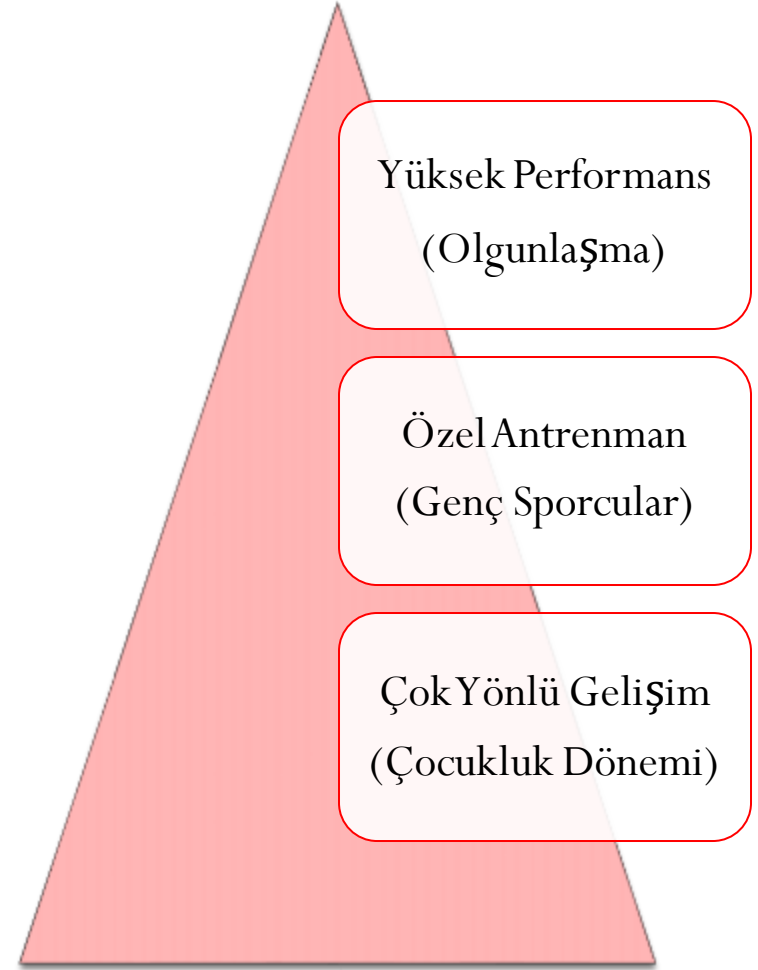 Yüksek Performans
(Olgunlaşma)
Özel Antrenman
(Genç Sporcular)
Çok Yönlü Gelişim
(Çocukluk Dönemi)